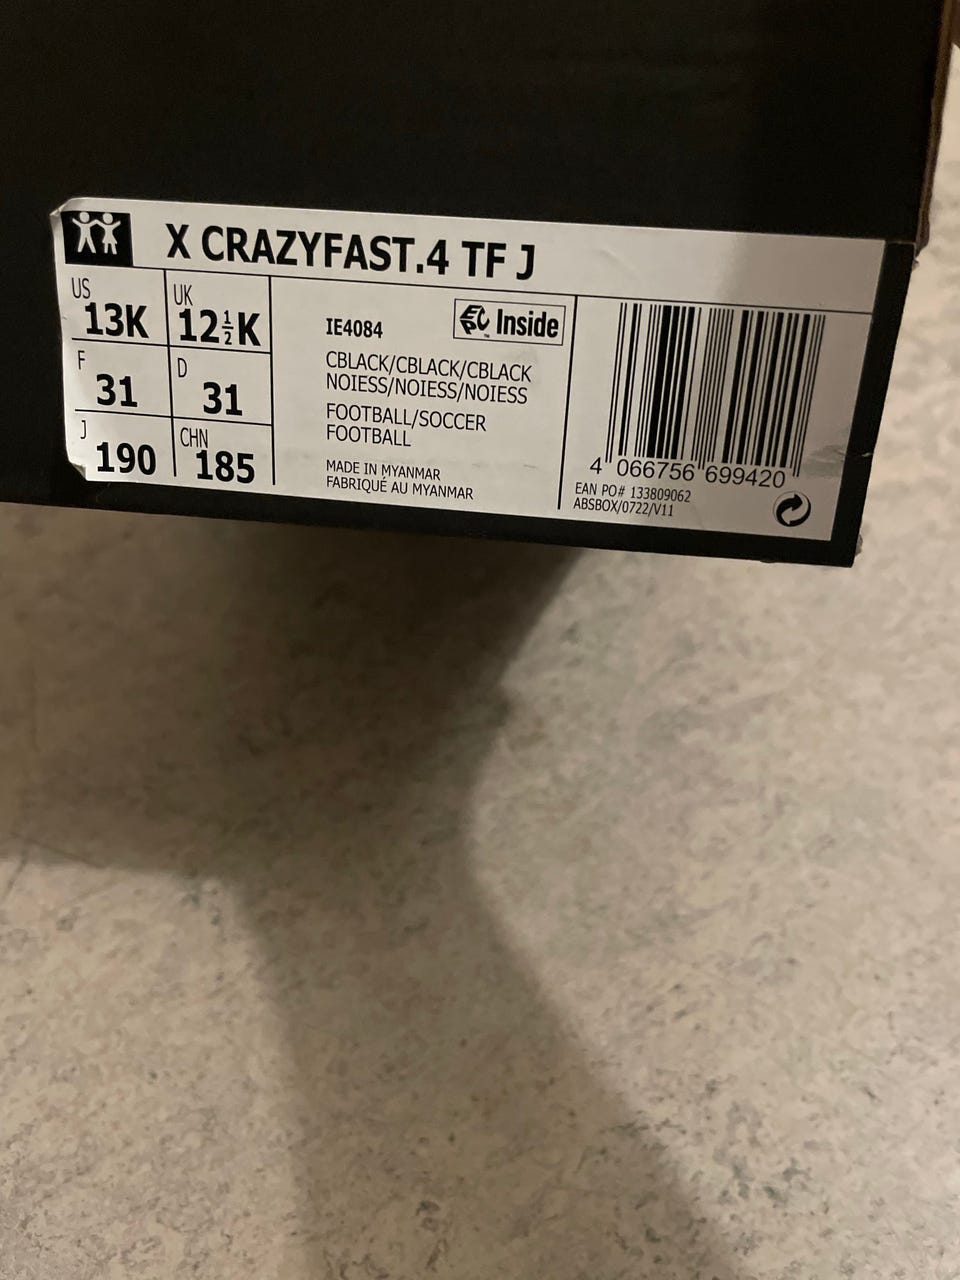 X CRAZYFAST.4 TF J
US
13K
UK
12½K
F
31
D
31
J
190
CHN
185
IE4084
Inside
CBLACK/CBLACK/CBLACK
NOIESS/NOIESS/NOIESS
FOOTBALL/SOCCER
FOOTBALL
MADE IN MYANMAR
FABRIQUÉ AU MYANMAR
4 066756 699420
EAN PO# 133809062
ABSBOX/0722/V11